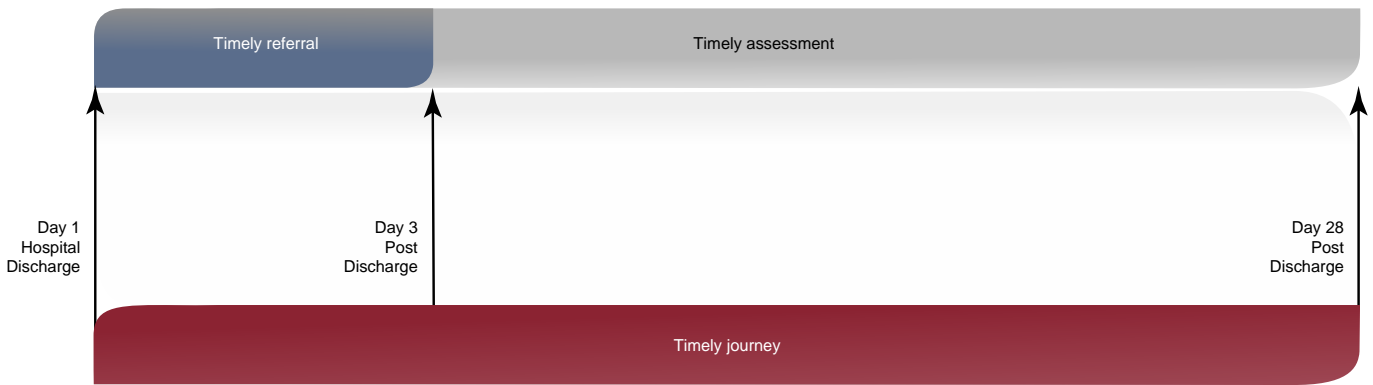 Timely referral
Timely assessment
Day 1
Hospital
Discharge
Day 3
Post
Discharge
Day 28
Post
Discharge
Timely journey